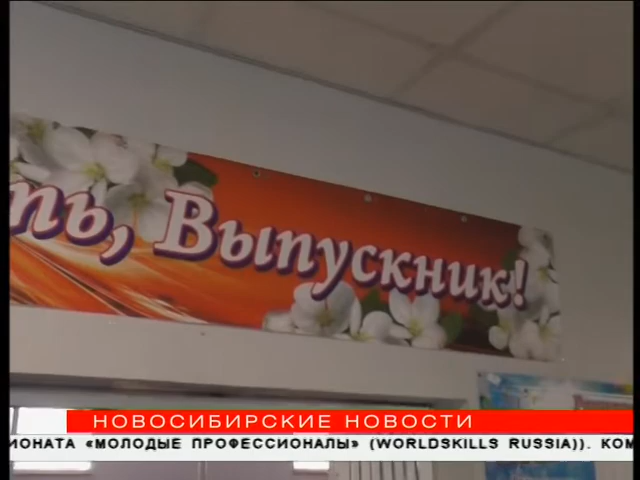 ть, Выпускник!
НОВОСИБИРСКИЕ НОВОСТИ
ИОНАТА «МОЛОДЫЕ ПРОФЕССИОНАЛЫ» (WORLDSKILLS RUSSIA)). КОМ